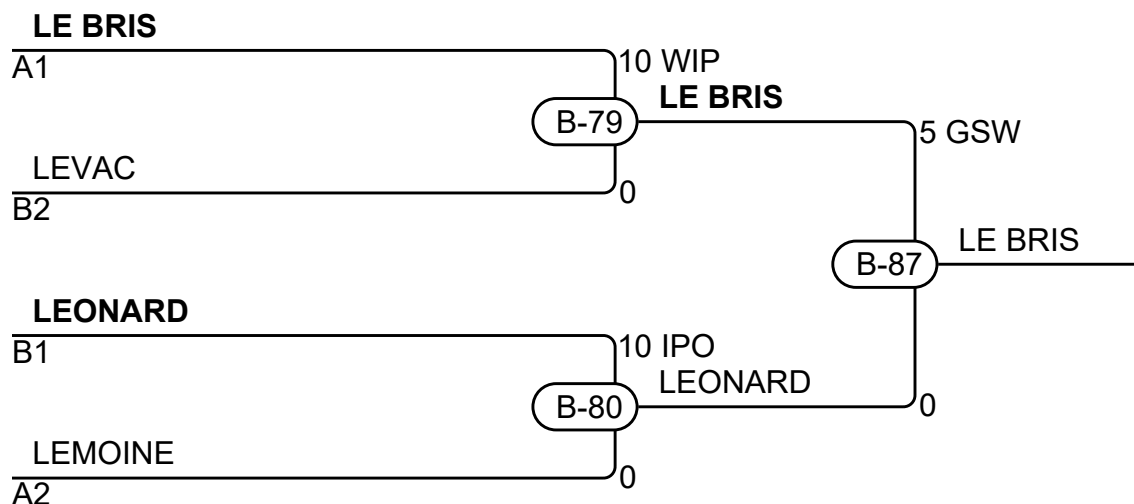 LE BRIS
A1
10 WIP
LE BRIS
B-79
5 GSW
LEVAC
B2
0
LE BRIS
B-87
LEONARD
B1
10 IPO
LEONARD
B-80
0
LEMOINE
A2
0